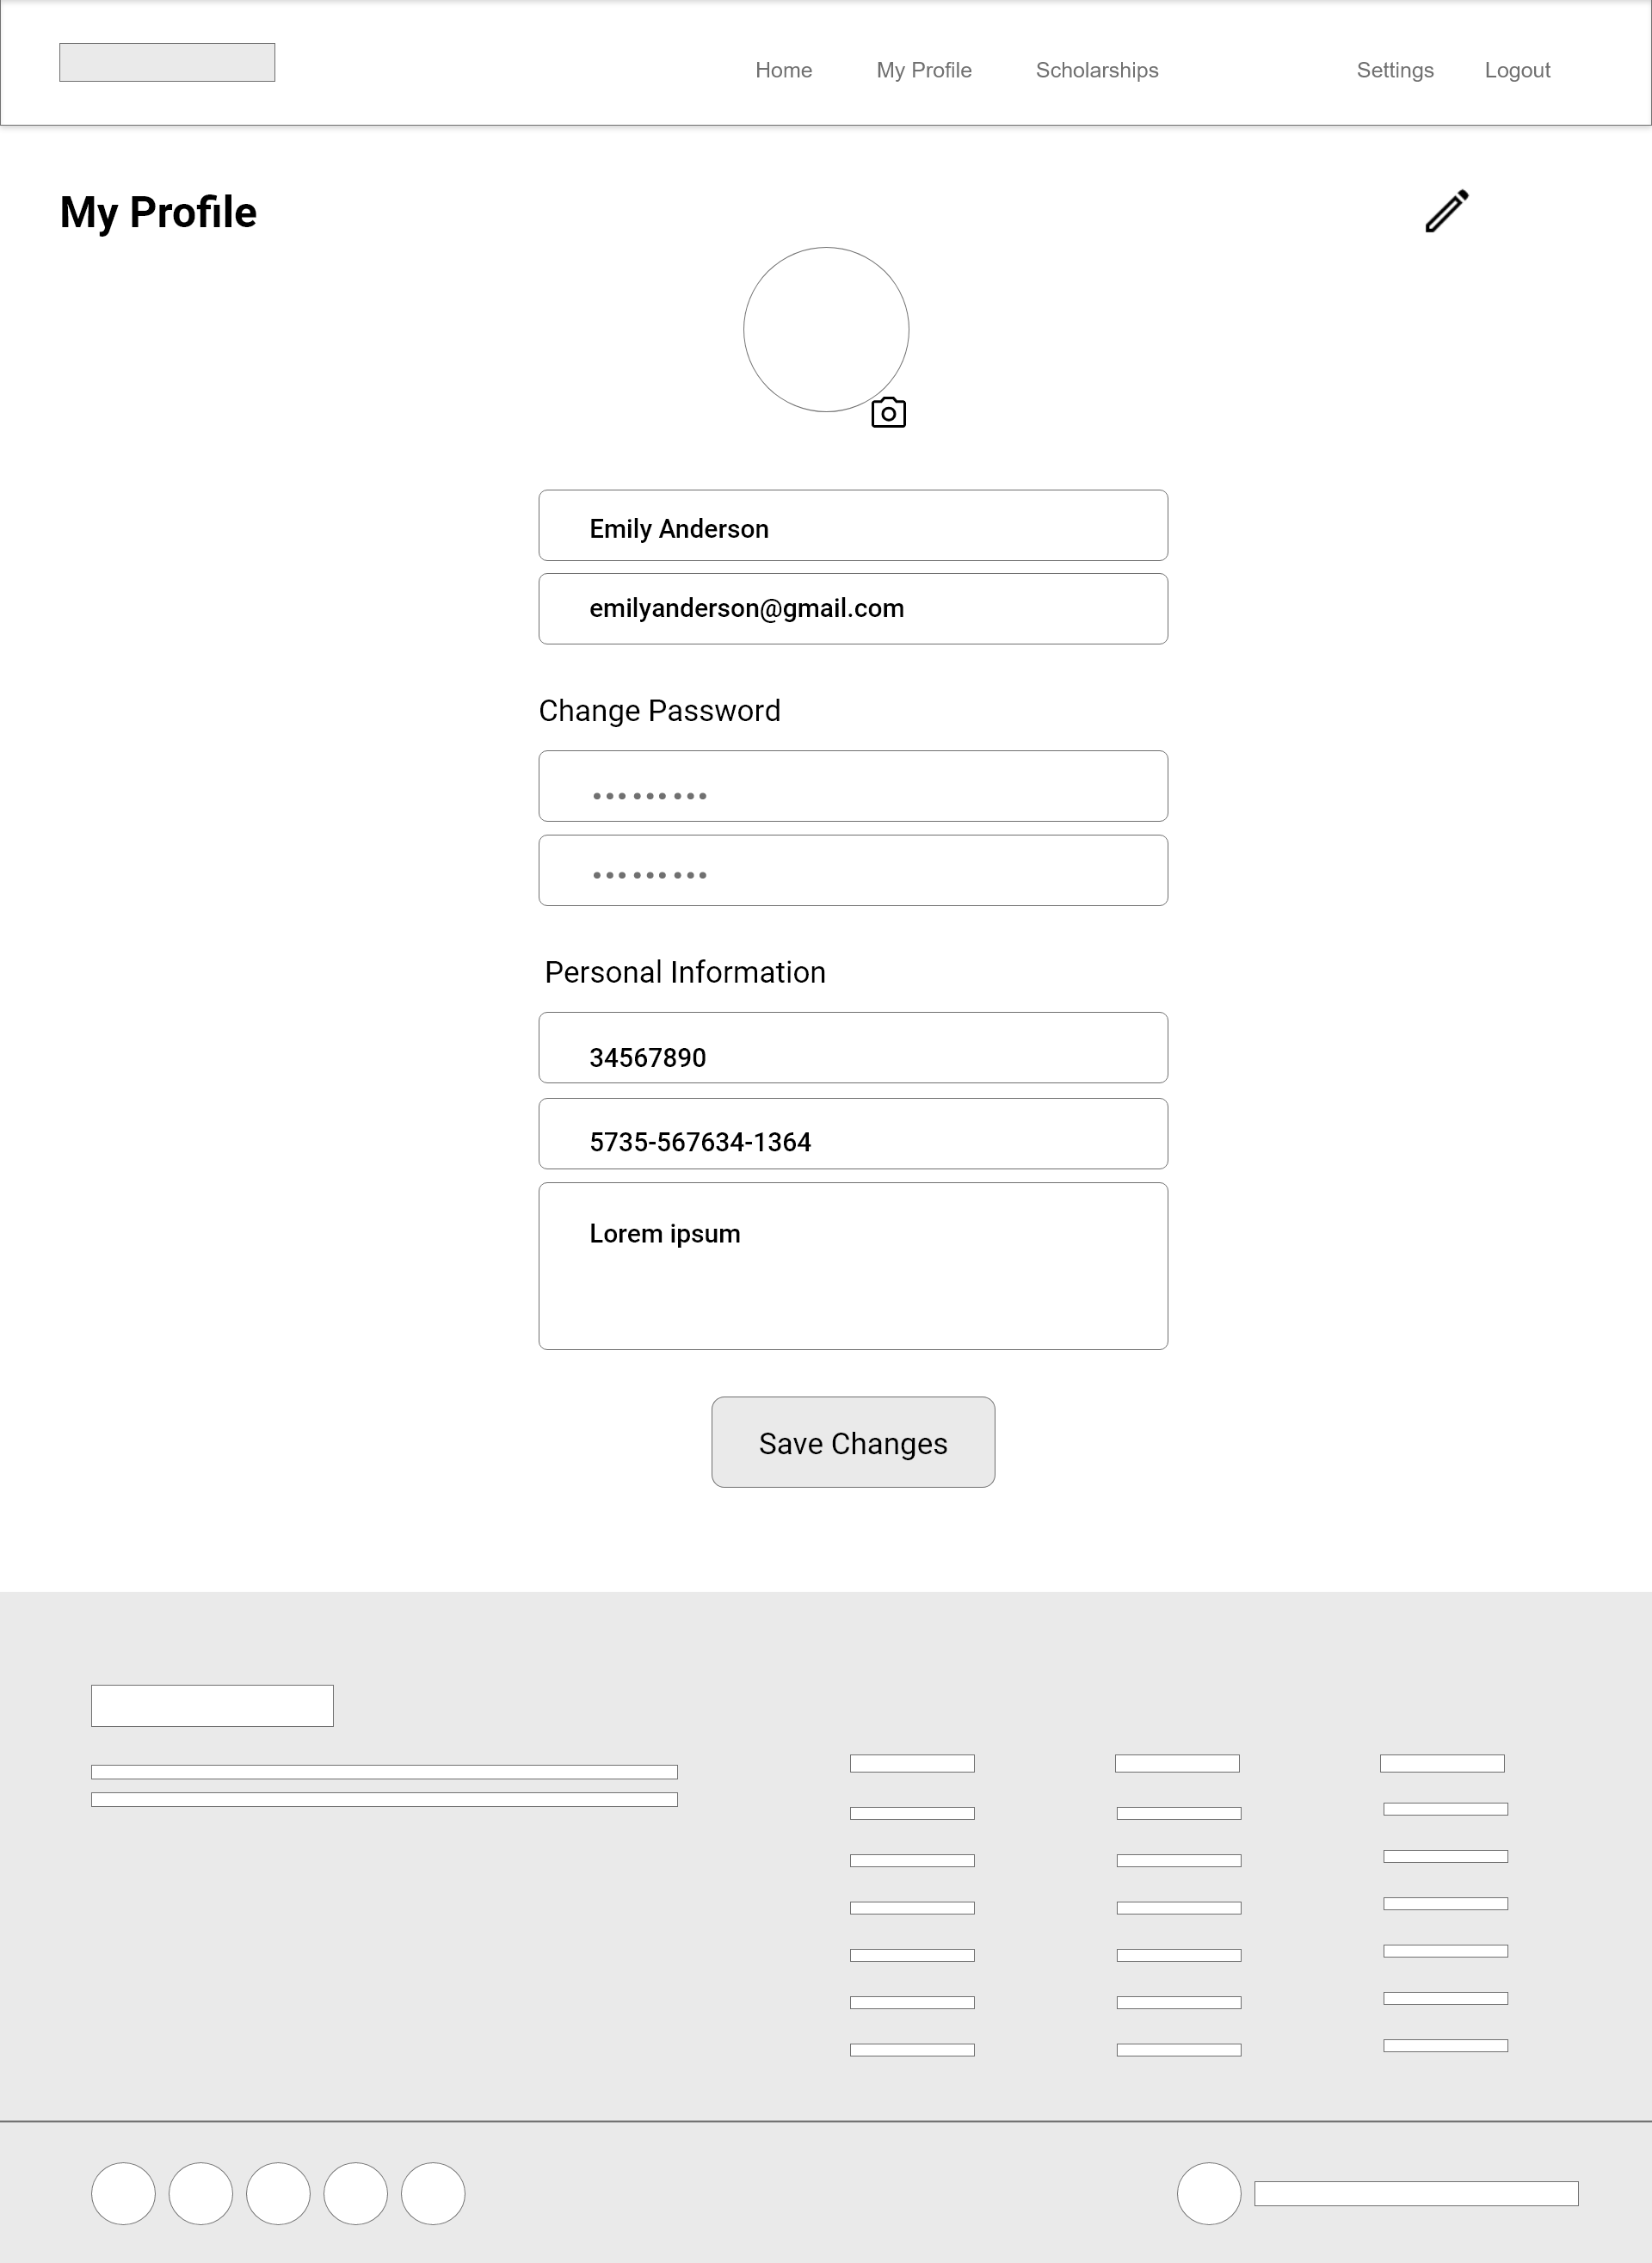 Home My Profile Scholarships Settings Logout
My Profile
Emily Anderson
emilyanderson@gmail.com
Change Password
•••••••••
•••••••••
Personal Information
34567890
5735-567634-1364
Lorem ipsum
Save Changes